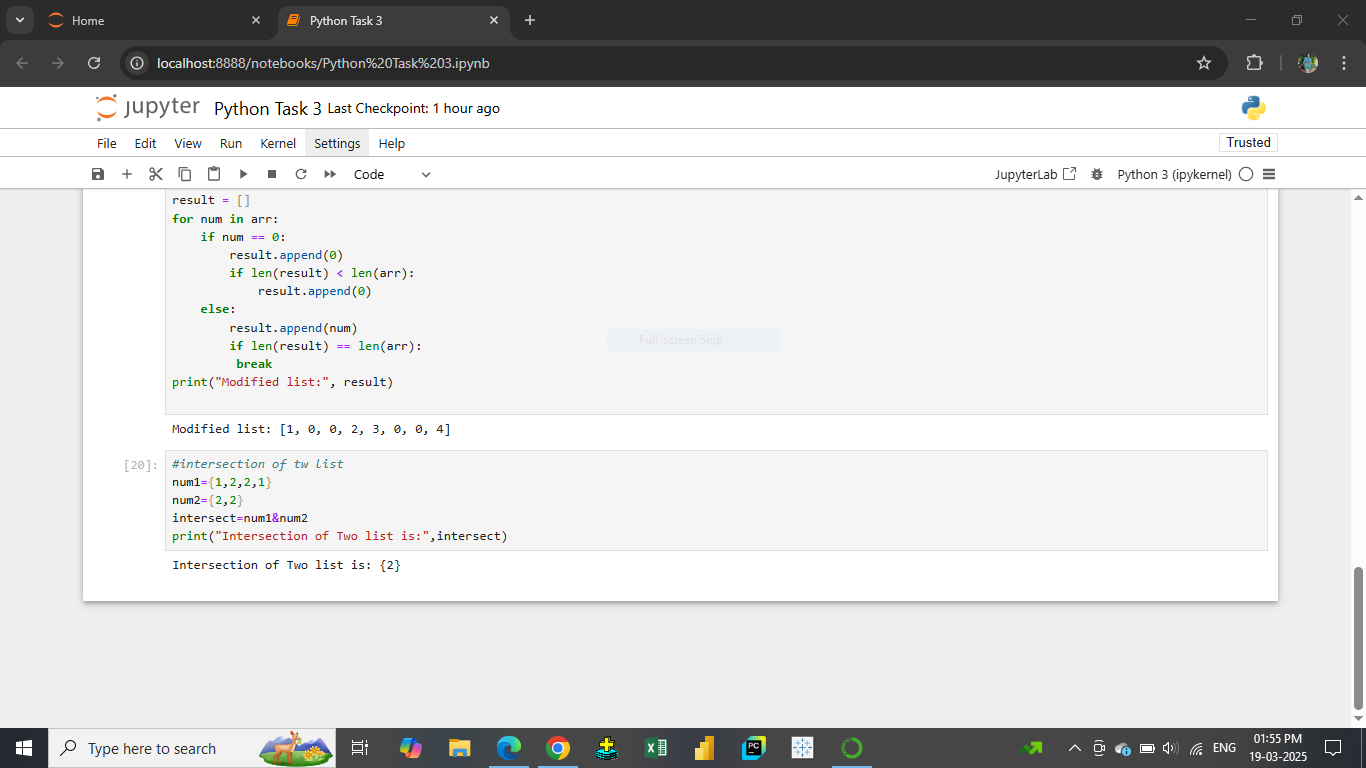 Home
Python Task 3
localhost:8888/notebooks/Python%20Task%203.ipynb
jupyter Python Task 3 Last Checkpoint: 1 hour ago
File Edit View Run Kernel Settings Help Trusted
Code JupyterLab Python 3 (ipykernel)
result = []
for num in arr:
    if num == 0:
        result.append(0)
        if len(result) < len(arr):
            result.append(0)
    else:
        result.append(num)
        if len(result) == len(arr):
         break
print("Modified list:", result)
Full-screen Snip
Modified list: [1, 0, 0, 2, 3, 0, 0, 4]
[20]: #intersection of tw list
num1={1,2,2,1}
num2={2,2}
intersect=num1&num2
print("Intersection of Two list is:",intersect)
Intersection of Two list is: {2}
Type here to search
PC
ENG
01:55 PM
19-03-2025